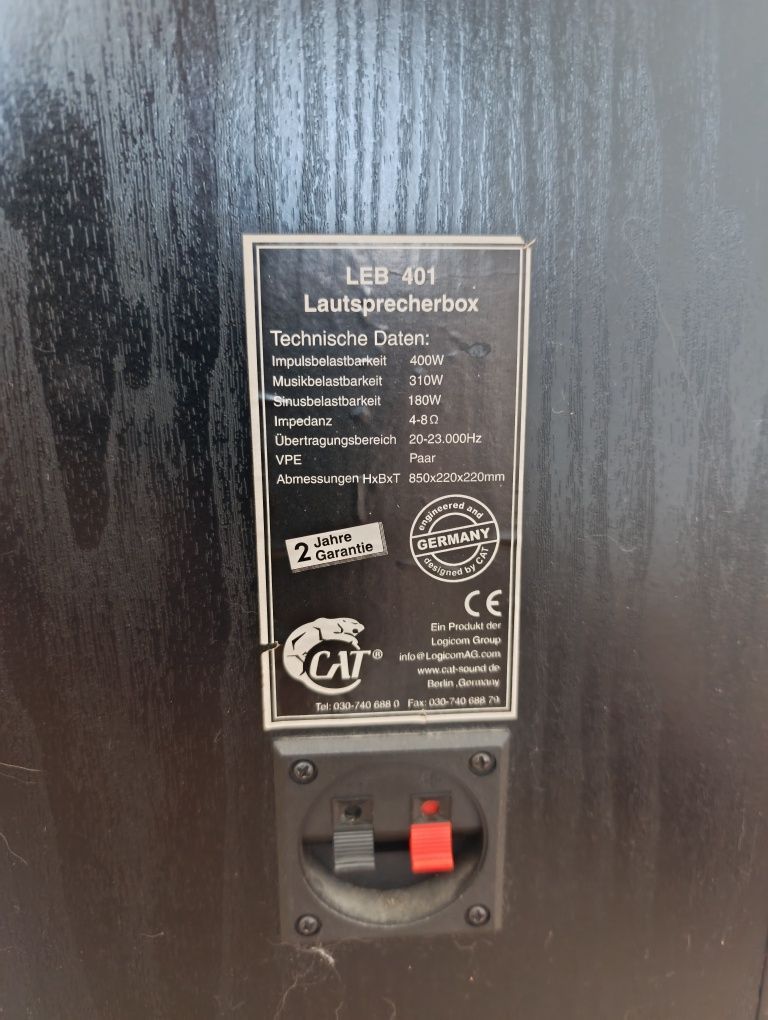 LEB 401
Lautsprecherbox
Technische Daten:
Impulsbelastbarkeit 400W
Musikbelastbarkeit 310W
Sinusbelastbarkeit 180W
Impedanz 4-8Ω
Übertragungsbereich 20-23.000Hz
VPE Paar
Abmessungen HxBxT 850x220x220mm
2 Jahre
Garantie
engineered and
GERMANY
designed by CAT
CE
Ein Produkt der
Logicom Group
info@LogicomAG.com
www.cat-sound.de
Berlin ,Germany
CAT®
Tel: 030-740 688 0 Fax: 030-740 688 79